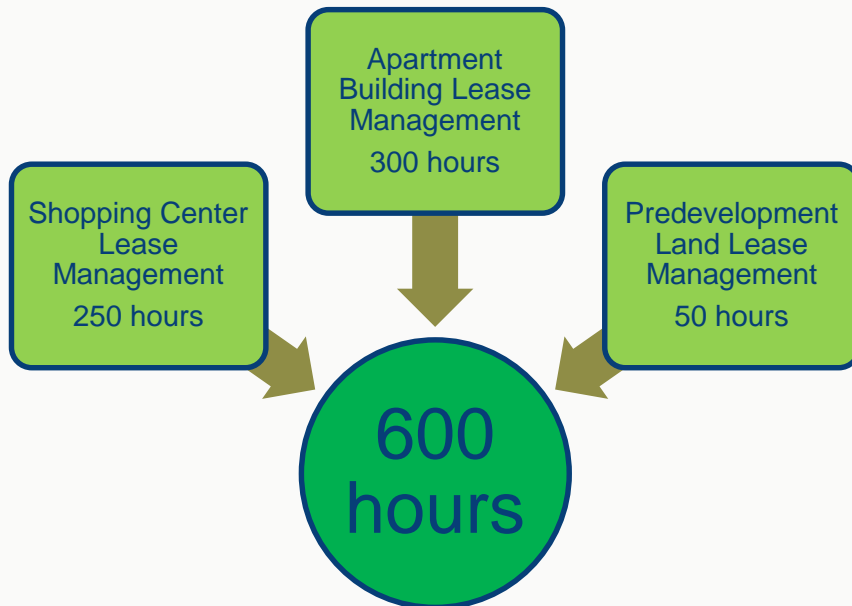 Apartment
Building Lease
Management
300 hours
Shopping Center
Lease
Management
250 hours
Predevelopment
Land Lease
Management
50 hours
600
hours